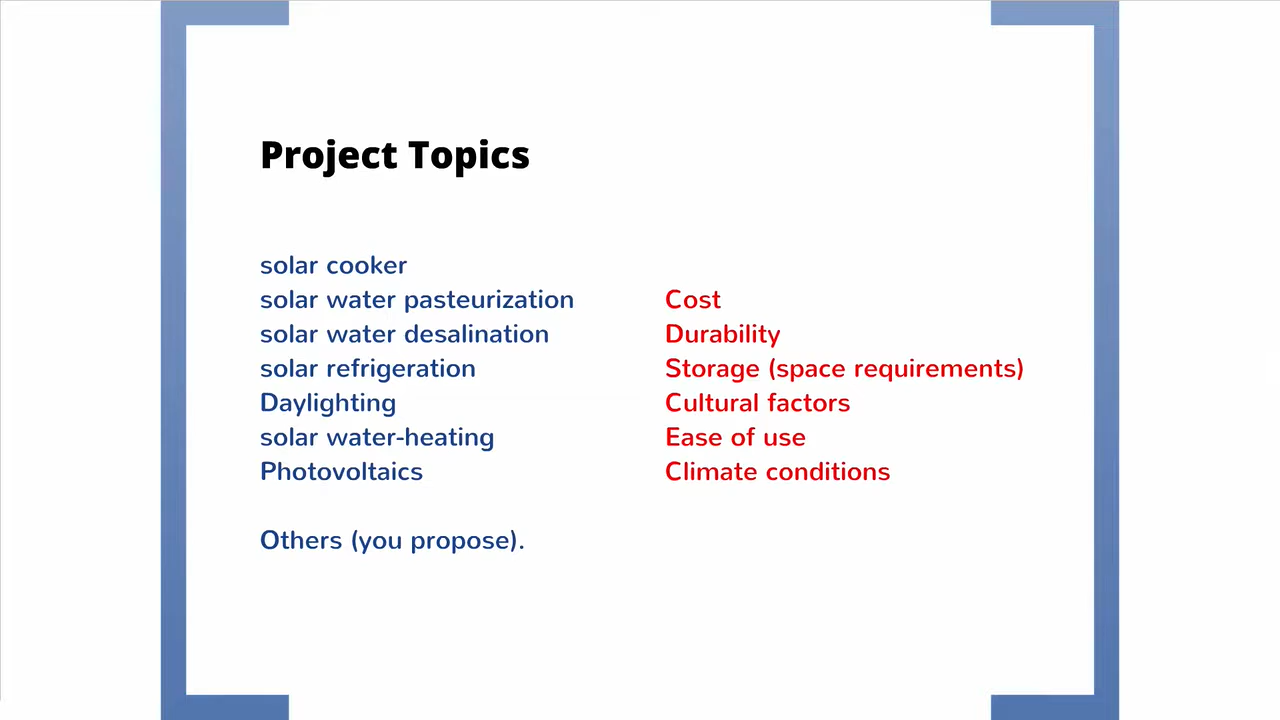 Project Topics
solar cooker
solar water pasteurization
solar water desalination
solar refrigeration
Daylighting
solar water-heating
Photovoltaics
Others (you propose).
Cost
Durability
Storage (space requirements)
Cultural factors
Ease of use
Climate conditions